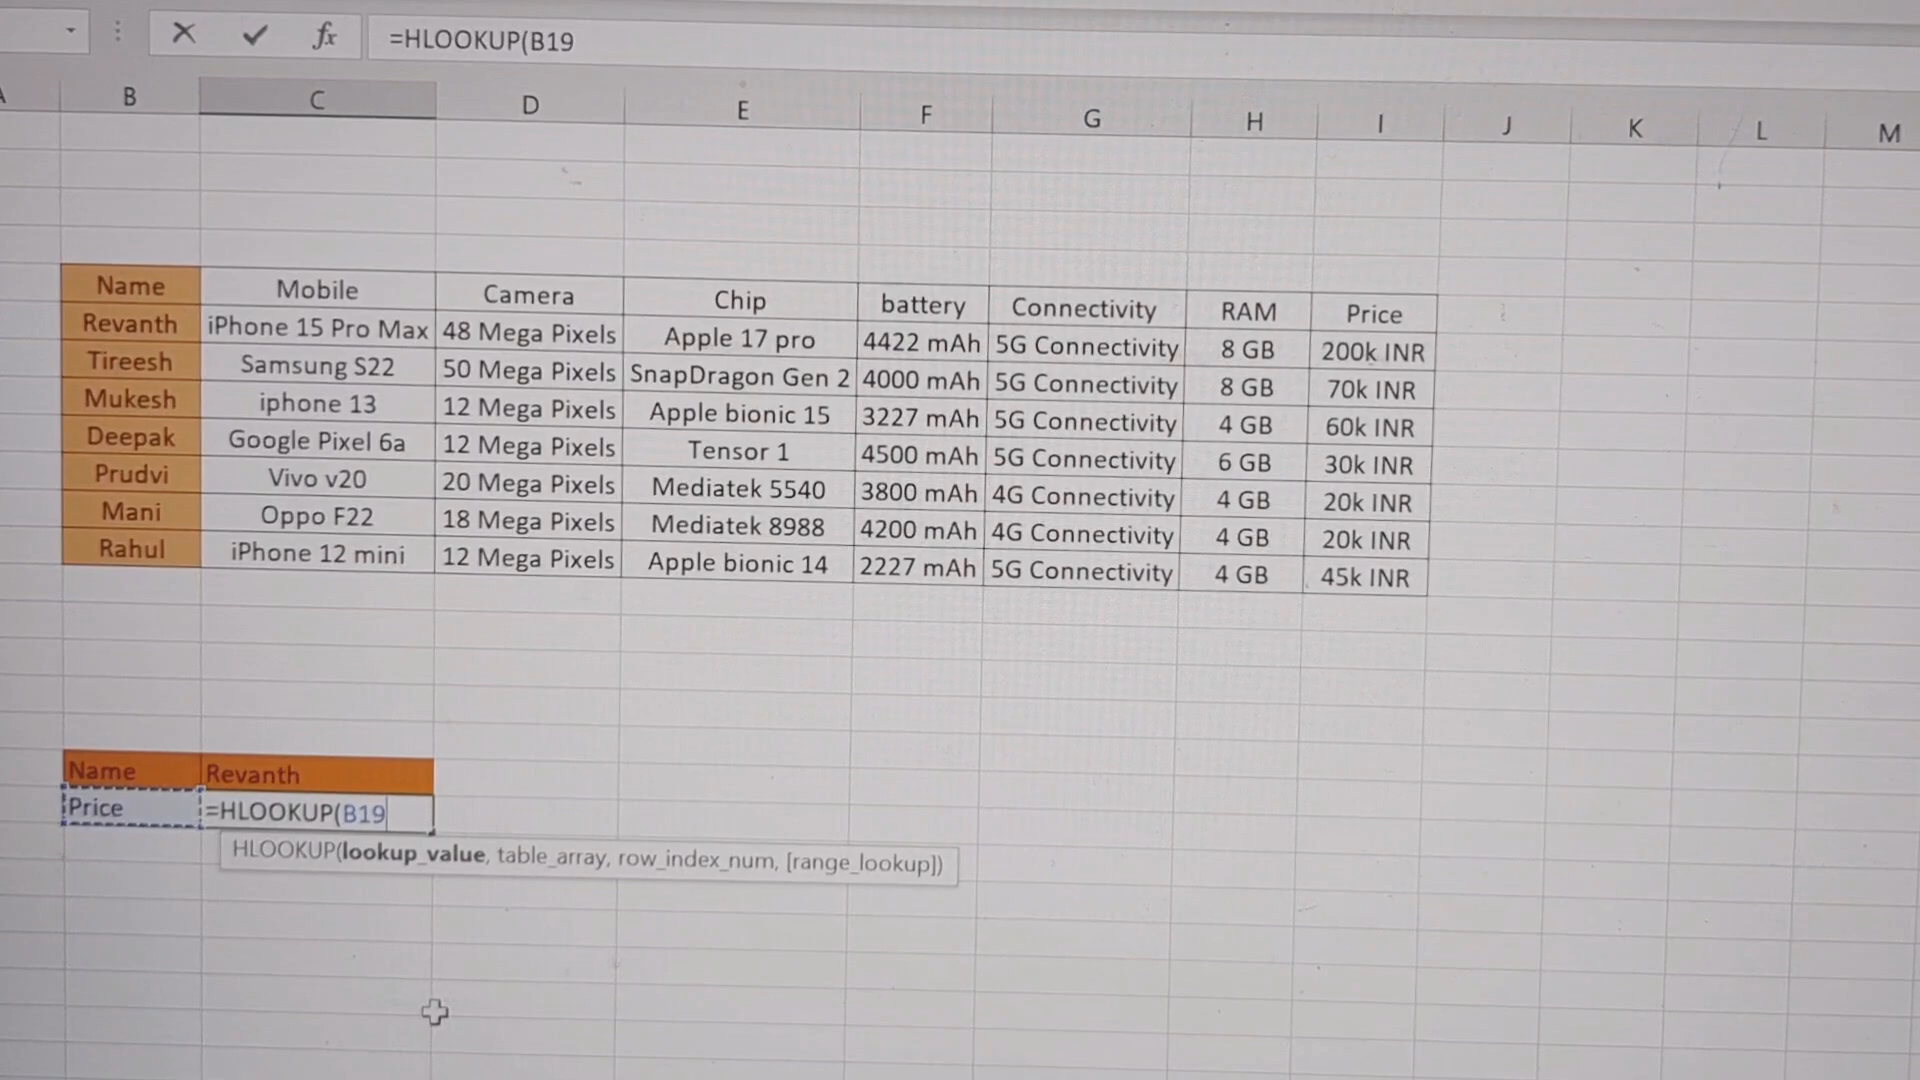 fx =HLOOKUP(B19
B C D E F G H I J K L M
Name Mobile Camera Chip battery Connectivity RAM Price
Revanth iPhone 15 Pro Max 48 Mega Pixels Apple 17 pro 4422 mAh 5G Connectivity 8 GB 200k INR
Tireesh Samsung S22 50 Mega Pixels SnapDragon Gen 2 4000 mAh 5G Connectivity 8 GB 70k INR
Mukesh iphone 13 12 Mega Pixels Apple bionic 15 3227 mAh 5G Connectivity 4 GB 60k INR
Deepak Google Pixel 6a 12 Mega Pixels Tensor 1 4500 mAh 5G Connectivity 6 GB 30k INR
Prudvi Vivo v20 20 Mega Pixels Mediatek 5540 3800 mAh 4G Connectivity 4 GB 20k INR
Mani Oppo F22 18 Mega Pixels Mediatek 8988 4200 mAh 4G Connectivity 4 GB 20k INR
Rahul iPhone 12 mini 12 Mega Pixels Apple bionic 14 2227 mAh 5G Connectivity 4 GB 45k INR
Name Revanth
Price =HLOOKUP(B19
HLOOKUP(lookup_value, table_array, row_index_num, [range_lookup])